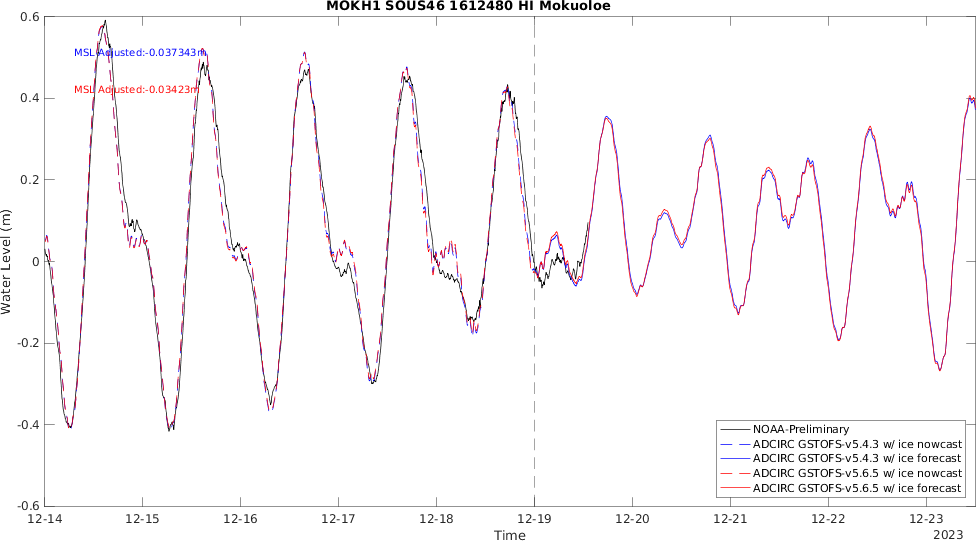 MOKH1 SOUS46 1612480 HI Mokuoloe
0.6
MSL Adjusted:-0.037343m
MSL Adjusted:-0.03423m
0.4
0.2
0
-0.2
-0.4
-0.6
Water Level (m)
NOAA-Preliminary
ADCIRC GSTOFS-v5.4.3 w/ ice nowcast
ADCIRC GSTOFS-v5.4.3 w/ ice forecast
ADCIRC GSTOFS-v5.6.5 w/ ice nowcast
ADCIRC GSTOFS-v5.6.5 w/ ice forecast
12-14 12-15 12-16 12-17 12-18 12-19 12-20 12-21 12-22 12-23
Time
2023